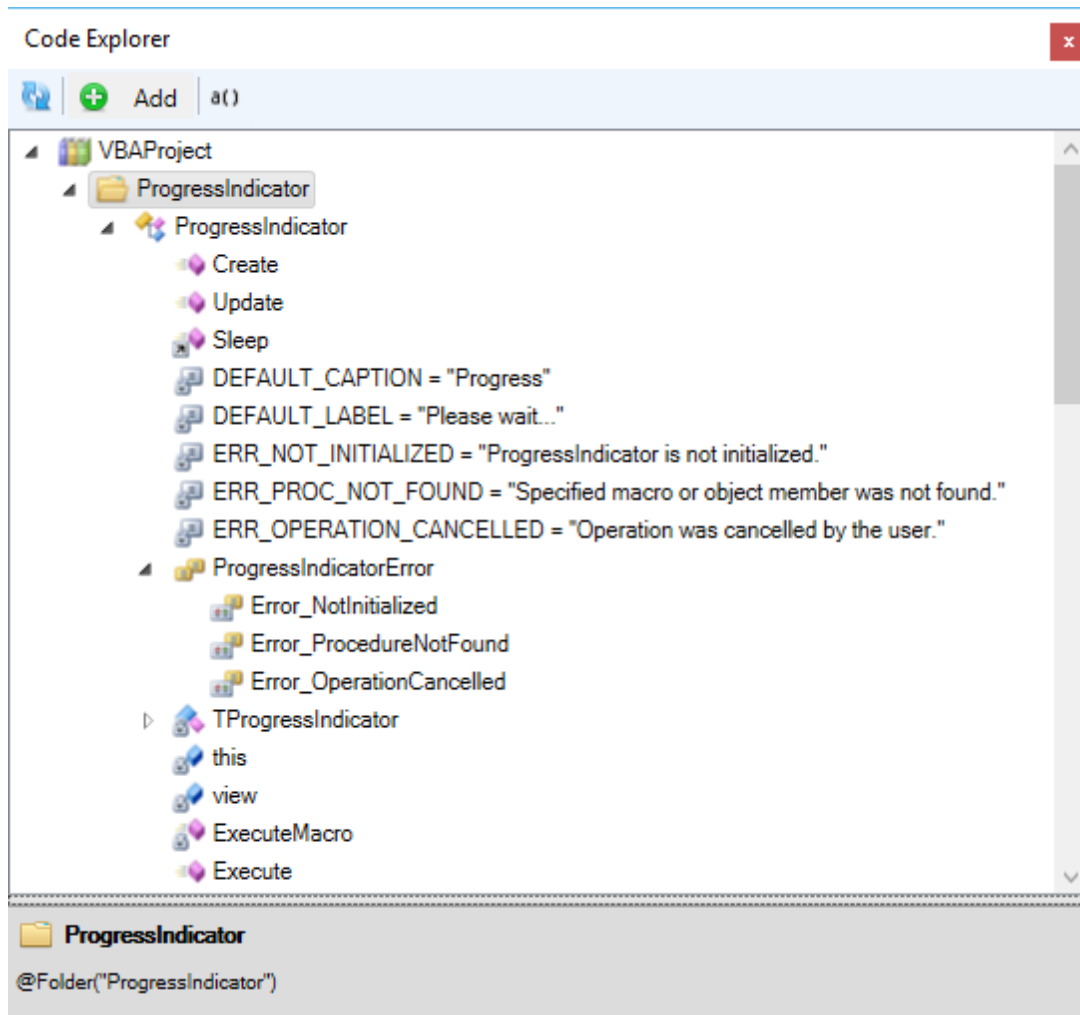 Code Explorer
x
Add a()
VBAProject
ProgressIndicator
ProgressIndicator
Create
Update
Sleep
DEFAULT_CAPTION = "Progress"
DEFAULT_LABEL = "Please wait..."
ERR_NOT_INITIALIZED = "ProgressIndicator is not initialized."
ERR_PROC_NOT_FOUND = "Specified macro or object member was not found."
ERR_OPERATION_CANCELLED = "Operation was cancelled by the user."
ProgressIndicatorError
Error_NotInitialized
Error_ProcedureNotFound
Error_OperationCancelled
TProgressIndicator
this
view
ExecuteMacro
Execute
ProgressIndicator
@Folder("ProgressIndicator")